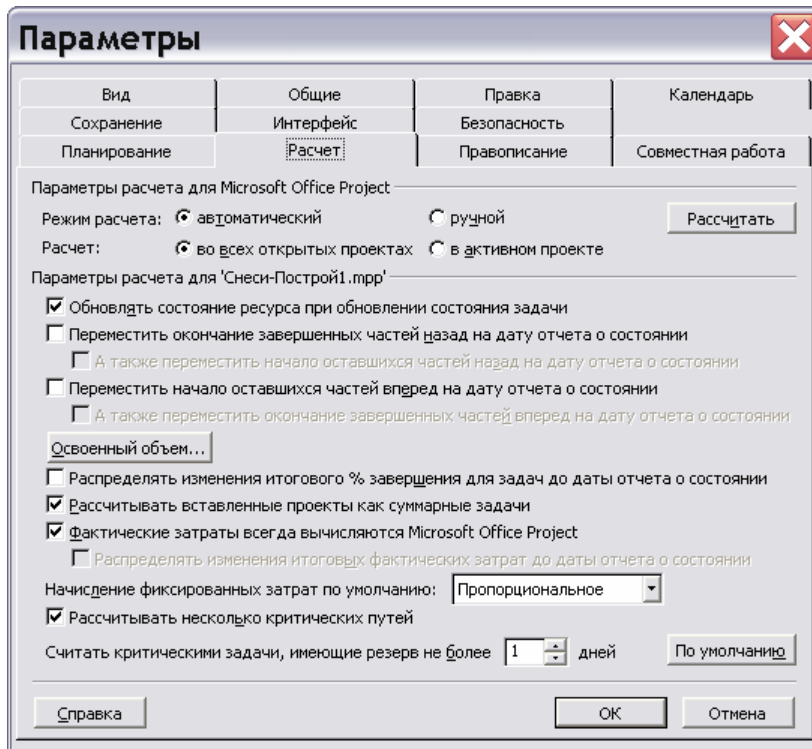 Параметры
Вид Общие Правка Календарь
Сохранение Интерфейс Безопасность
Планирование Расчет Правописание Совместная работа
Параметры расчета для Microsoft Office Project
Режим расчета: автоматический ручной Рассчитать
Расчет: во всех открытых проектах в активном проекте
Параметры расчета для 'Снеси-Построй1.mpp'
Обновлять состояние ресурса при обновлении состояния задачи
Переместить окончание завершенных частей назад на дату отчета о состоянии
А также переместить начало оставшихся частей назад на дату отчета о состоянии
Переместить начало оставшихся частей вперед на дату отчета о состоянии
А также переместить окончание завершенных частей вперед на дату отчета о состоянии
Освоенный объем...
Распределять изменения итогового % завершения для задач до даты отчета о состоянии
Рассчитывать вставленные проекты как суммарные задачи
Фактические затраты всегда вычисляются Microsoft Office Project
Распределять изменения итоговых фактических затрат до даты отчета о состоянии
Начисление фиксированных затрат по умолчанию: Пропорциональное
Рассчитывать несколько критических путей
Считать критическими задачи, имеющие резерв не более 1 дней По умолчанию
Справка ОК Отмена